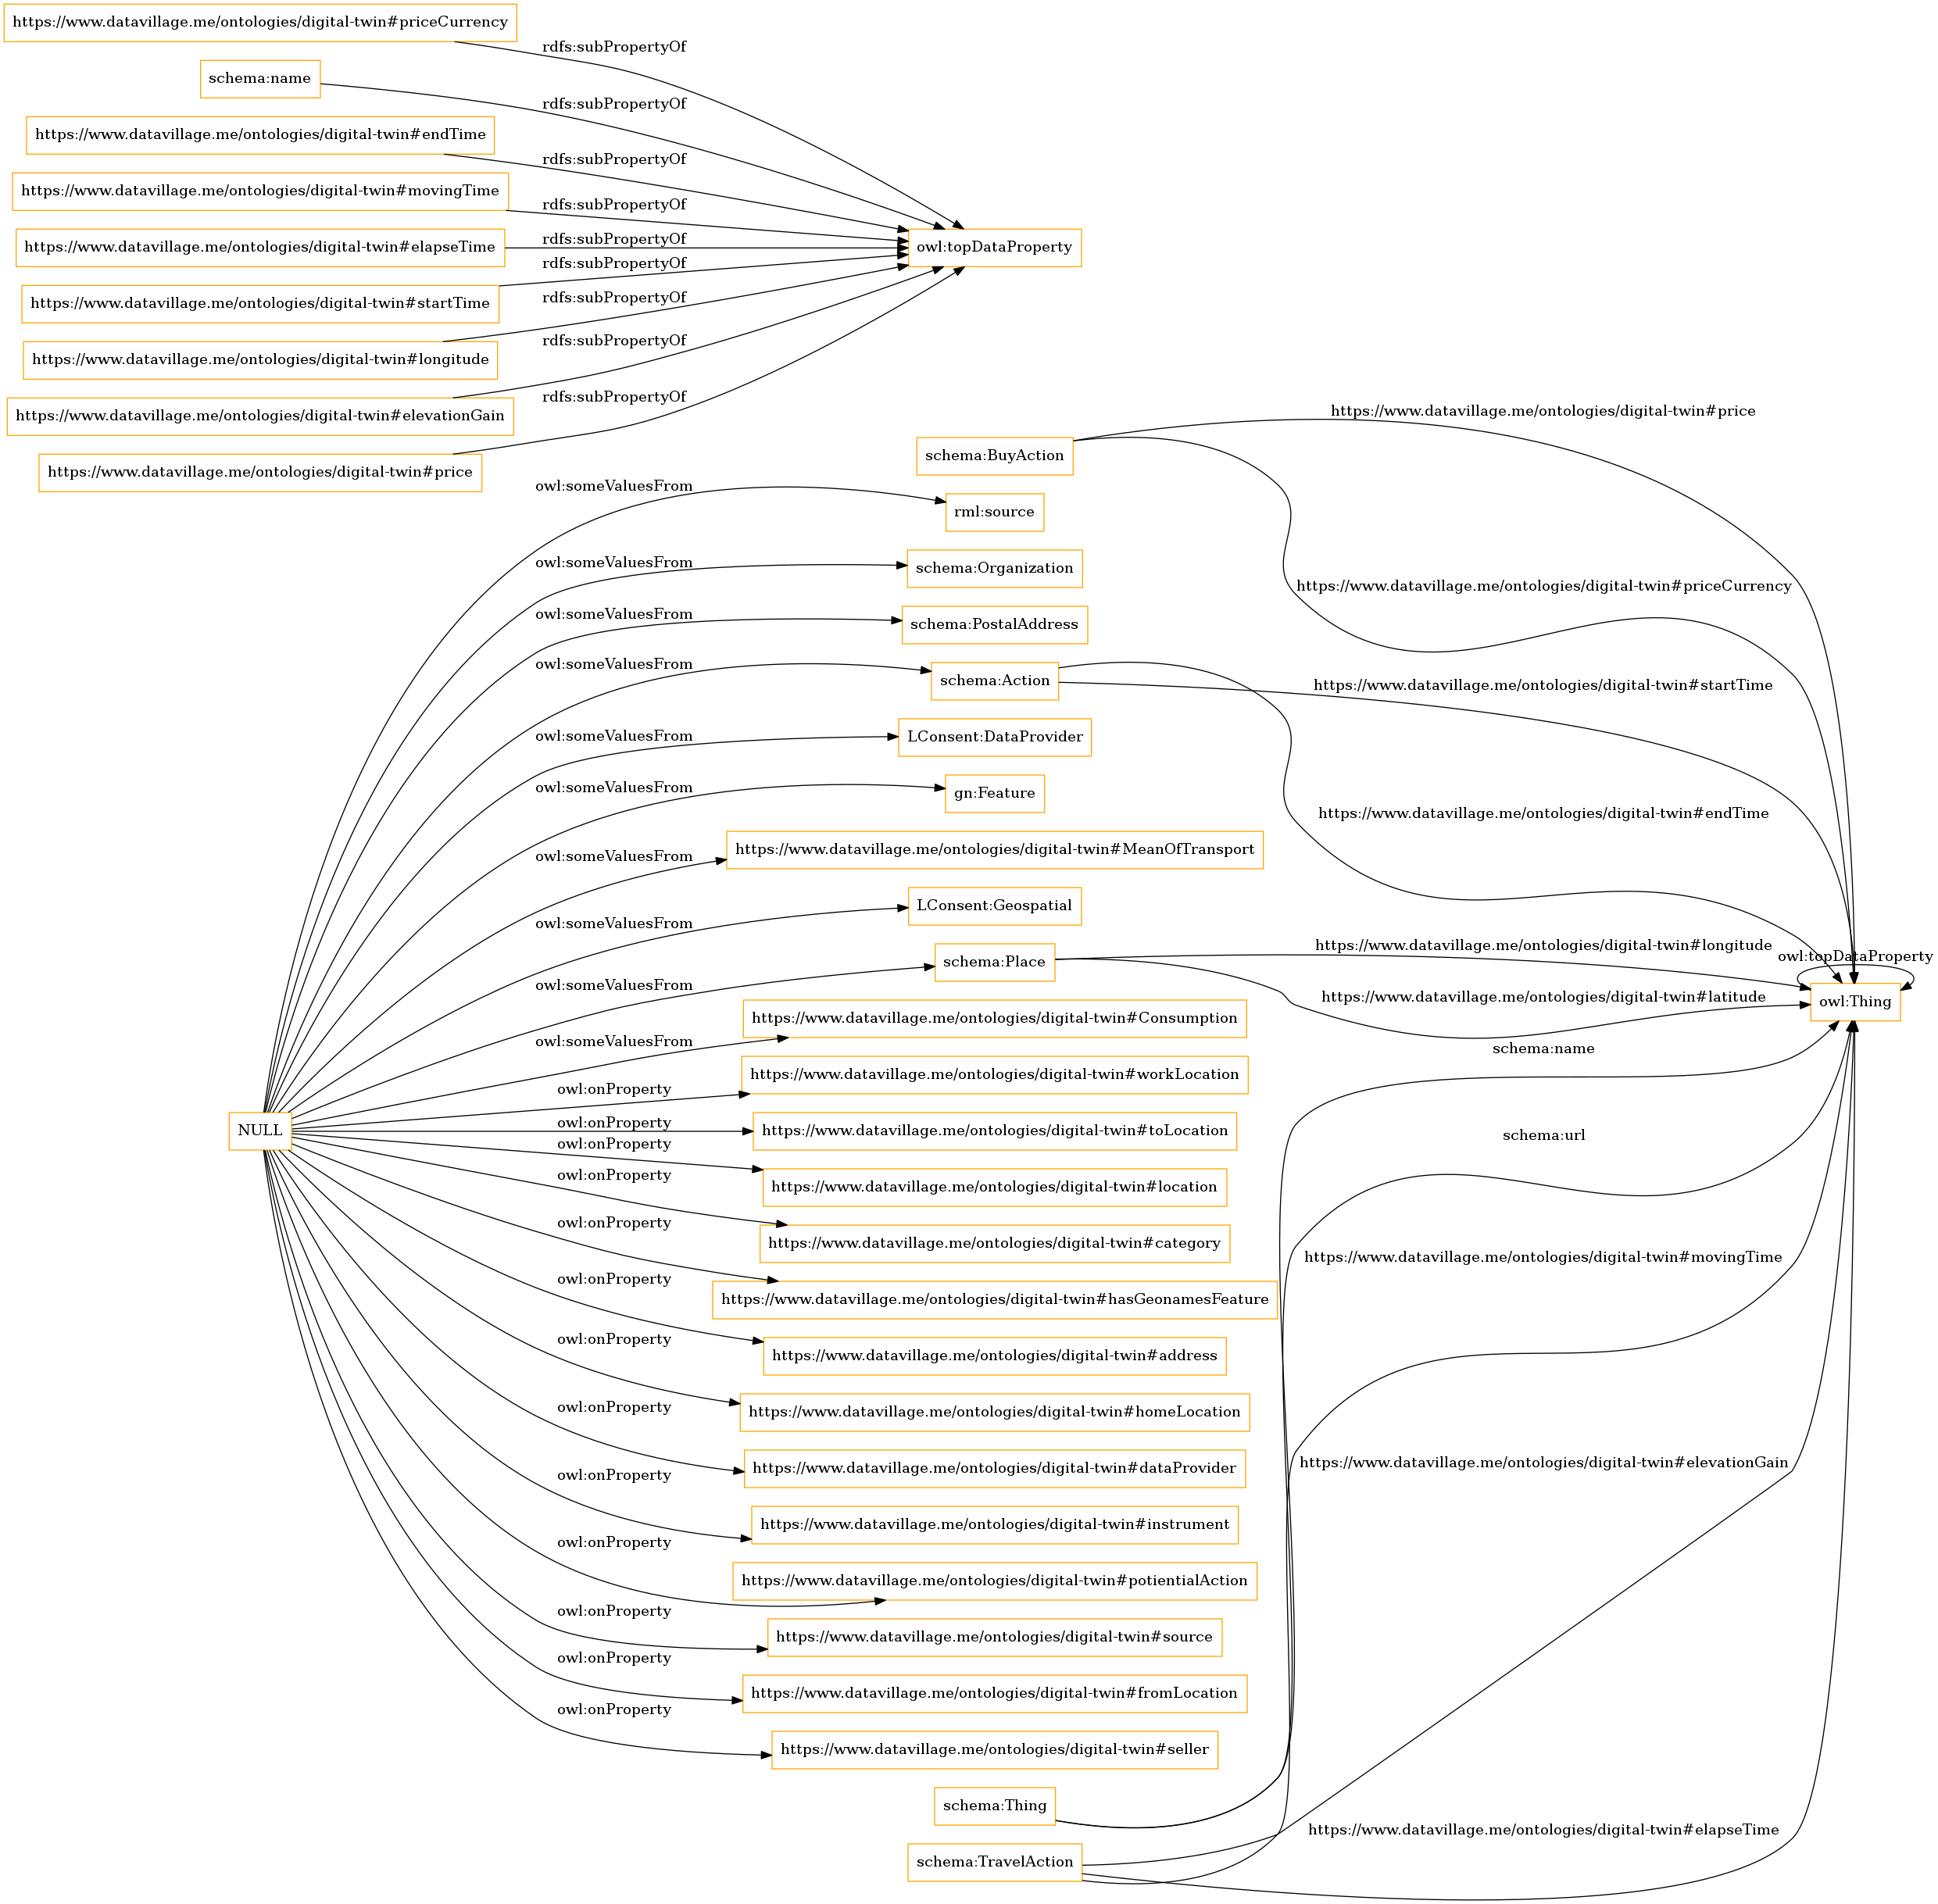 https://www.datavillage.me/ontologies/digital-twin#priceCurrency
rdfs:subPropertyOf
schema:name
rdfs:subPropertyOf
https://www.datavillage.me/ontologies/digital-twin#endTime
rdfs:subPropertyOf
https://www.datavillage.me/ontologies/digital-twin#movingTime
rdfs:subPropertyOf
https://www.datavillage.me/ontologies/digital-twin#elapseTime
rdfs:subPropertyOf
owl:topDataProperty
https://www.datavillage.me/ontologies/digital-twin#startTime
rdfs:subPropertyOf
https://www.datavillage.me/ontologies/digital-twin#longitude
rdfs:subPropertyOf
https://www.datavillage.me/ontologies/digital-twin#elevationGain
rdfs:subPropertyOf
https://www.datavillage.me/ontologies/digital-twin#price
rdfs:subPropertyOf
schema:BuyAction
https://www.datavillage.me/ontologies/digital-twin#price
https://www.datavillage.me/ontologies/digital-twin#priceCurrency
owl:someValuesFrom
rml:source
owl:someValuesFrom
schema:Organization
owl:someValuesFrom
schema:PostalAddress
owl:someValuesFrom
schema:Action
https://www.datavillage.me/ontologies/digital-twin#startTime
https://www.datavillage.me/ontologies/digital-twin#endTime
owl:someValuesFrom
LConsent:DataProvider
owl:someValuesFrom
gn:Feature
owl:someValuesFrom
https://www.datavillage.me/ontologies/digital-twin#MeanOfTransport
owl:someValuesFrom
LConsent:Geospatial
owl:someValuesFrom
schema:Place
https://www.datavillage.me/ontologies/digital-twin#longitude
https://www.datavillage.me/ontologies/digital-twin#latitude
owl:topDataProperty
owl:Thing
owl:someValuesFrom
https://www.datavillage.me/ontologies/digital-twin#Consumption
NULL
owl:onProperty
https://www.datavillage.me/ontologies/digital-twin#workLocation
owl:onProperty
https://www.datavillage.me/ontologies/digital-twin#toLocation
owl:onProperty
https://www.datavillage.me/ontologies/digital-twin#location
owl:onProperty
https://www.datavillage.me/ontologies/digital-twin#category
owl:onProperty
https://www.datavillage.me/ontologies/digital-twin#hasGeonamesFeature
owl:onProperty
https://www.datavillage.me/ontologies/digital-twin#address
owl:onProperty
https://www.datavillage.me/ontologies/digital-twin#homeLocation
owl:onProperty
https://www.datavillage.me/ontologies/digital-twin#dataProvider
owl:onProperty
https://www.datavillage.me/ontologies/digital-twin#instrument
owl:onProperty
https://www.datavillage.me/ontologies/digital-twin#potientialAction
owl:onProperty
https://www.datavillage.me/ontologies/digital-twin#source
owl:onProperty
https://www.datavillage.me/ontologies/digital-twin#fromLocation
owl:onProperty
https://www.datavillage.me/ontologies/digital-twin#seller
schema:Thing
schema:name
schema:url
schema:TravelAction
https://www.datavillage.me/ontologies/digital-twin#movingTime
https://www.datavillage.me/ontologies/digital-twin#elevationGain
https://www.datavillage.me/ontologies/digital-twin#elapseTime